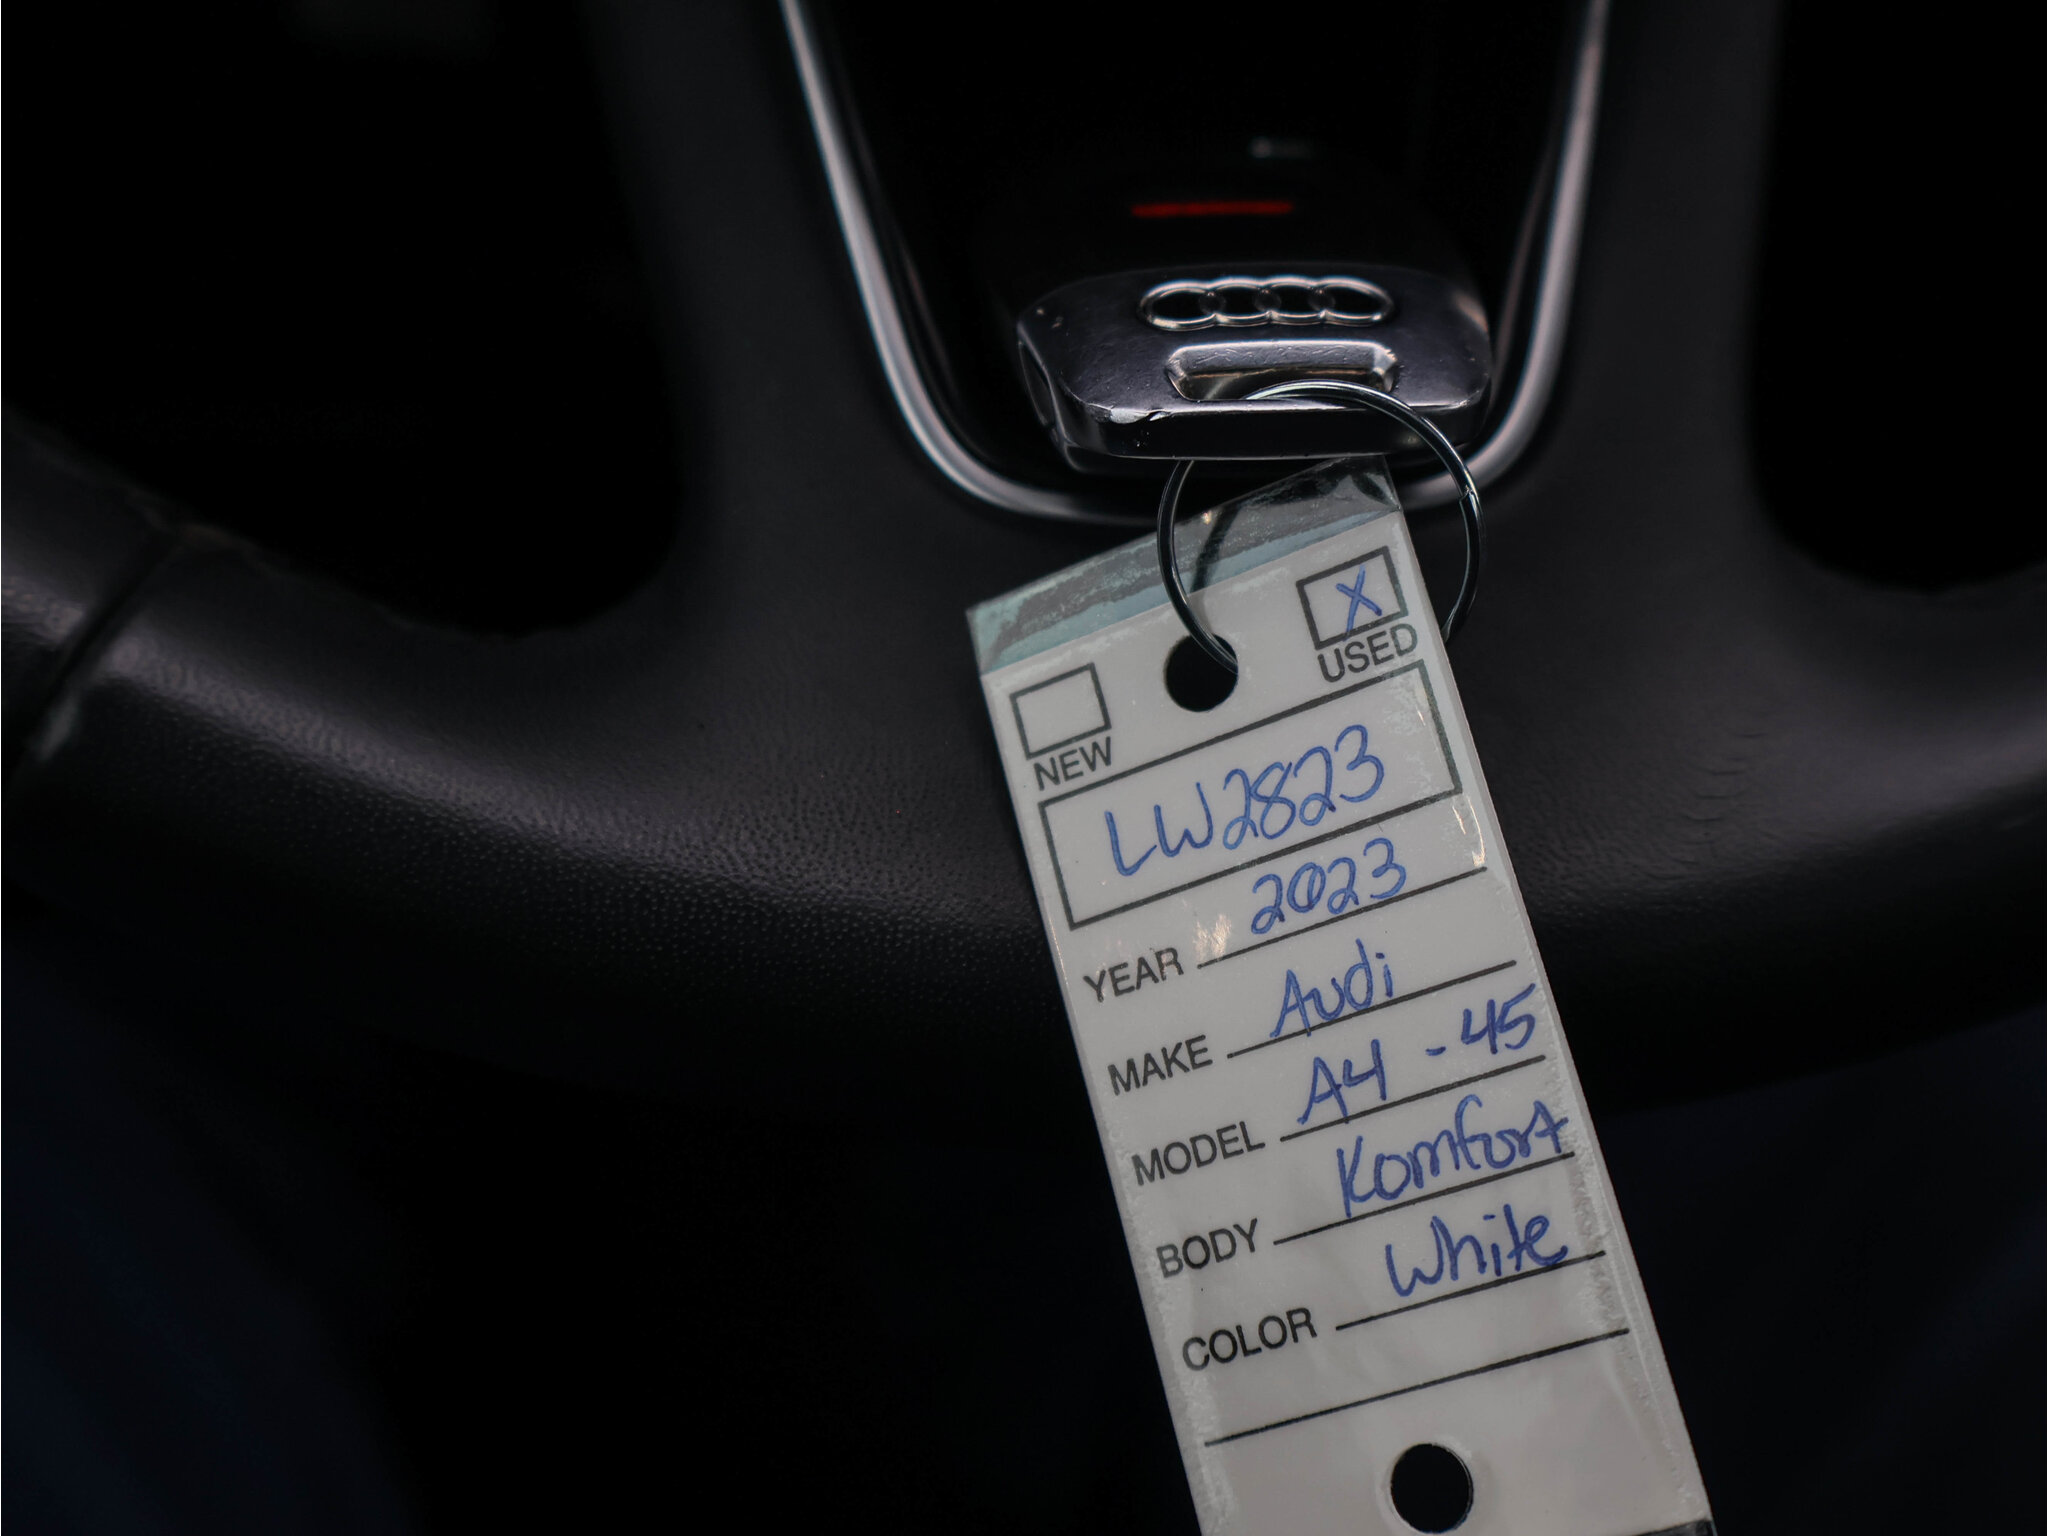 X
NEW USED
LW2823
YEAR 2023
MAKE Audi
MODEL A4 - 45
BODY Komfort
COLOR White